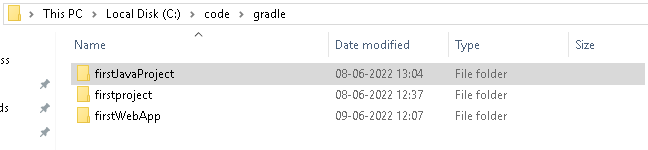 This PC > Local Disk (C:) > code > gradle
Name Date modified Type Size
firstJavaProject 08-06-2022 13:04 File folder
firstproject 08-06-2022 12:37 File folder
firstWebApp 09-06-2022 12:07 File folder
ss
ds